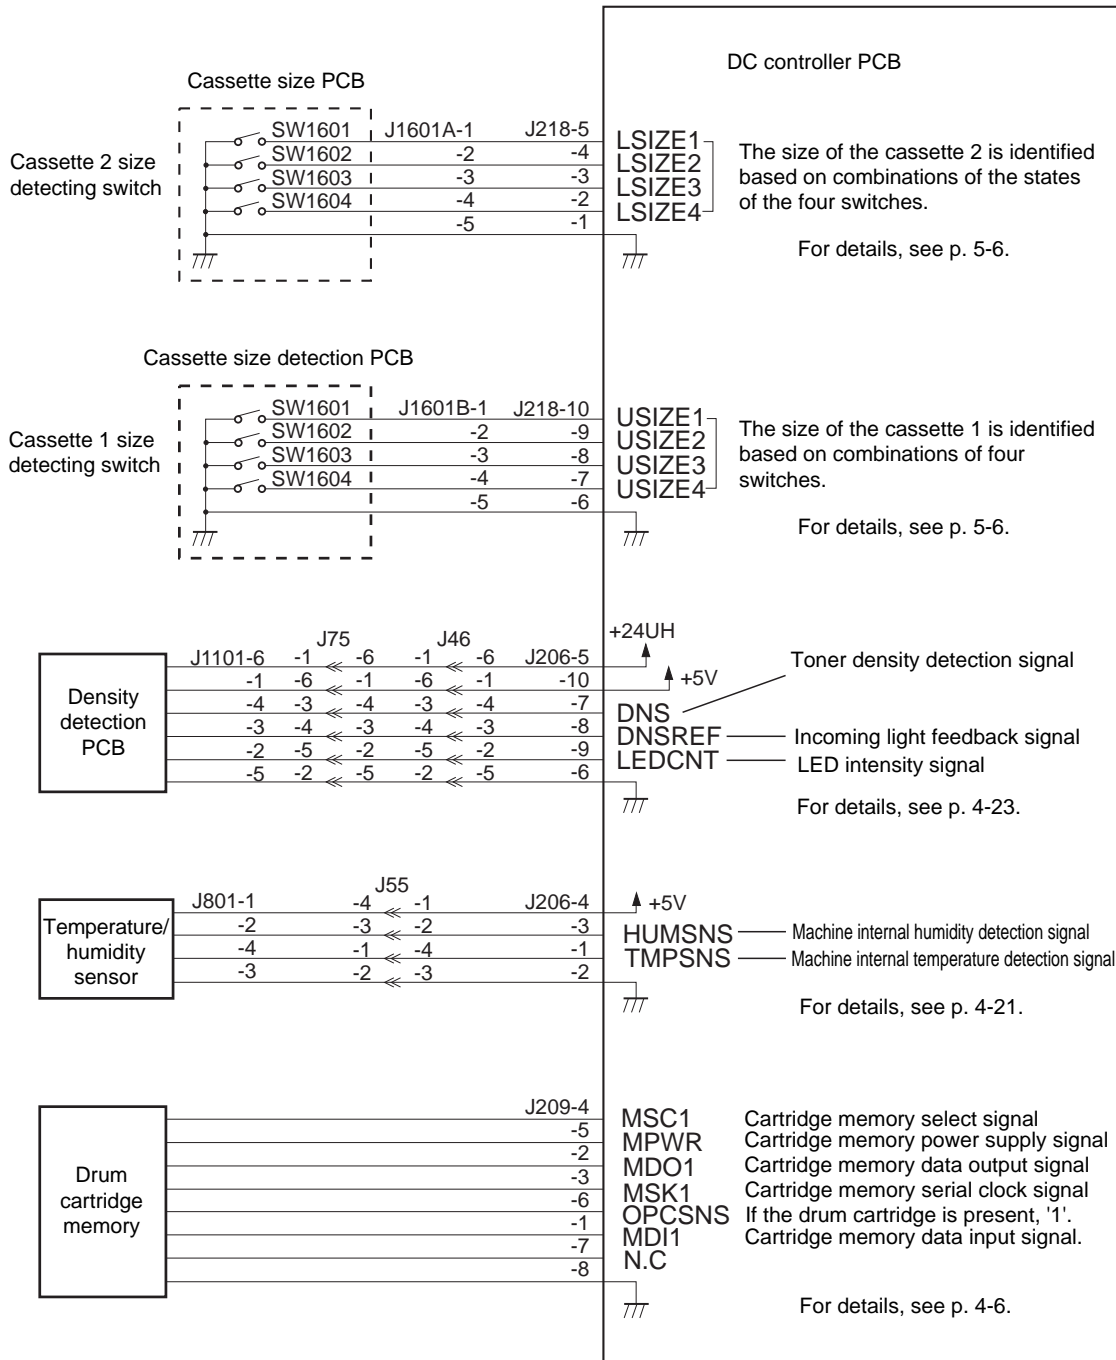 DC controller PCB
Cassette size PCB
Cassette 2 size
detecting switch
SW1601 J1601A-1 J218-5 LSIZE1
SW1602 -2 -4 LSIZE2
SW1603 -3 -3 LSIZE3
SW1604 -4 -2 LSIZE4
-5 -1
The size of the cassette 2 is identified
based on combinations of the states
of the four switches.
For details, see p. 5-6.
Cassette size detection PCB
Cassette 1 size
detecting switch
SW1601 J1601B-1 J218-10 USIZE1
SW1602 -2 -9 USIZE2
SW1603 -3 -8 USIZE3
SW1604 -4 -7 USIZE4
-5 -6
The size of the cassette 1 is identified
based on combinations of four
switches.
For details, see p. 5-6.
Density
detection
PCB
J75 J46 +24UH
J1101-6 -1 -6 -1 -6 J206-5
-1 -6 -1 -6 -1 -10 +5V
-4 -3 -4 -3 -4 -7 DNS
-3 -4 -3 -4 -3 -8 DNSREF
-2 -5 -2 -5 -2 -9 LEDCNT
-5 -2 -5 -2 -5 -6
Toner density detection signal
Incoming light feedback signal
LED intensity signal
For details, see p. 4-23.
Temperature/
humidity
sensor
J55
J801-1 -4 -1 J206-4 +5V
-2 -3 -2 -3 HUMSNS Machine internal humidity detection signal
-4 -1 -4 -1 TMPSNS Machine internal temperature detection signal
-3 -2 -3 -2
For details, see p. 4-21.
Drum
cartridge
memory
J209-4 MSC1 Cartridge memory select signal
-5 MPWR Cartridge memory power supply signal
-2 MDO1 Cartridge memory data output signal
-3 MSK1 Cartridge memory serial clock signal
-6 OPCSNS If the drum cartridge is present, '1'.
-1 MDI1 Cartridge memory data input signal.
-7 N.C
-8
For details, see p. 4-6.